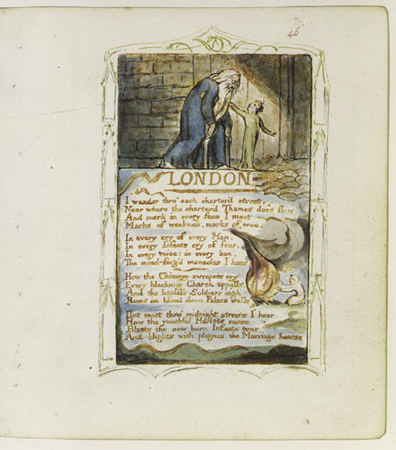 46
LONDON
I wander thro' each charter'd street,
Near where the charter'd Thames does flow
And mark in every face I meet
Marks of weakness, marks of woe.
In every cry of every Man,
In every Infants cry of fear,
In every voice; in every ban,
The mind-forg'd manacles I hear
How the Chimney-sweepers cry
Every blackning Church appalls,
And the hapless Soldiers sigh
Runs in blood down Palace walls
But most thro' midnight streets I hear
How the youthful Harlots curse
Blasts the new-born Infants tear
And blights with plagues the Marriage hearse